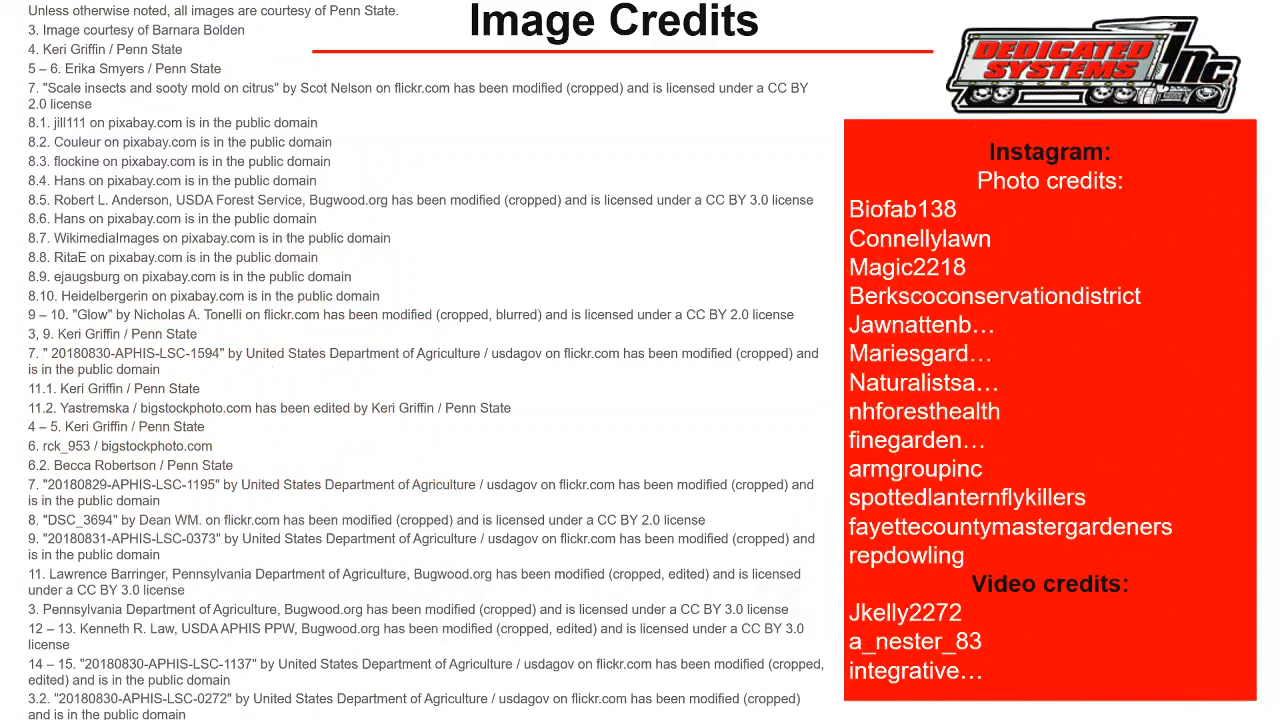 Image Credits
Unless otherwise noted, all images are courtesy of Penn State.
3. Image courtesy of Barnara Bolden
4. Keri Griffin / Penn State
5 – 6. Erika Smyers / Penn State
7. "Scale insects and sooty mold on citrus" by Scot Nelson on flickr.com has been modified (cropped) and is licensed under a CC BY
2.0 license
8.1. jill111 on pixabay.com is in the public domain
8.2. Couleur on pixabay.com is in the public domain
8.3. flockine on pixabay.com is in the public domain
8.4. Hans on pixabay.com is in the public domain
8.5. Robert L. Anderson, USDA Forest Service, Bugwood.org has been modified (cropped) and is licensed under a CC BY 3.0 license
8.6. Hans on pixabay.com is in the public domain
8.7. WikimediaImages on pixabay.com is in the public domain
8.8. RitaE on pixabay.com is in the public domain
8.9. ejaugsburg on pixabay.com is in the public domain
8.10. Heidelbergerin on pixabay.com is in the public domain
9 – 10. "Glow" by Nicholas A. Tonelli on flickr.com has been modified (cropped, blurred) and is licensed under a CC BY 2.0 license
3, 9. Keri Griffin / Penn State
7. " 20180830-APHIS-LSC-1594" by United States Department of Agriculture / usdagov on flickr.com has been modified (cropped) and
is in the public domain
11.1. Keri Griffin / Penn State
11.2. Yastremska / bigstockphoto.com has been edited by Keri Griffin / Penn State
4 – 5. Keri Griffin / Penn State
6. rck_953 / bigstockphoto.com
6.2. Becca Robertson / Penn State
7. "20180829-APHIS-LSC-1195" by United States Department of Agriculture / usdagov on flickr.com has been modified (cropped) and
is in the public domain
8. "DSC_3694" by Dean WM. on flickr.com has been modified (cropped) and is licensed under a CC BY 2.0 license
9. "20180831-APHIS-LSC-0373" by United States Department of Agriculture / usdagov on flickr.com has been modified (cropped) and
is in the public domain
11. Lawrence Barringer, Pennsylvania Department of Agriculture, Bugwood.org has been modified (cropped, edited) and is licensed
under a CC BY 3.0 license
3. Pennsylvania Department of Agriculture, Bugwood.org has been modified (cropped) and is licensed under a CC BY 3.0 license
12 – 13. Kenneth R. Law, USDA APHIS PPW, Bugwood.org has been modified (cropped, edited) and is licensed under a CC BY 3.0
license
14 – 15. "20180830-APHIS-LSC-1137" by United States Department of Agriculture / usdagov on flickr.com has been modified (cropped,
edited) and is in the public domain
3.2. "20180830-APHIS-LSC-0272" by United States Department of Agriculture / usdagov on flickr.com has been modified (cropped)
and is in the public domain
DEDICATED
SYSTEMS
Inc
Instagram:
Photo credits:
Biofab138
Connellylawn
Magic2218
Berkscoconservationdistrict
Jawnattenb…
Mariesgard…
Naturalistsa…
nhforesthealth
finegarden…
armgroupinc
spottedlanternflykillers
fayettecountymastergardeners
repdowling
Video credits:
Jkelly2272
a_nester_83
integrative…